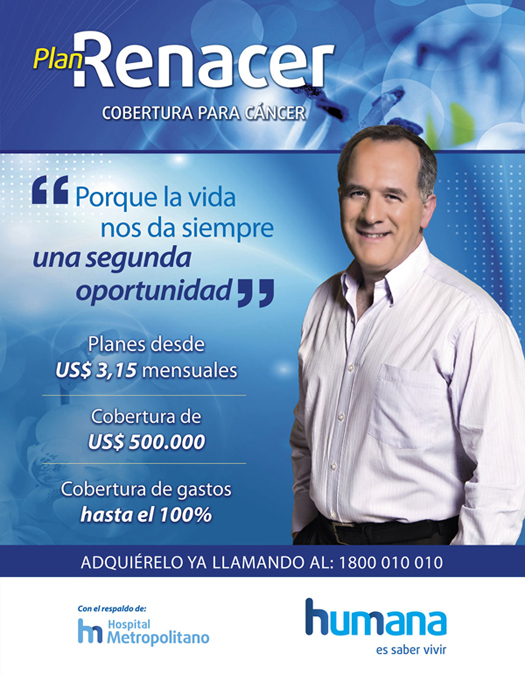 Plan Renacer
COBERTURA PARA CÁNCER
“Porque la vida
nos da siempre
una segunda
oportunidad”
Planes desde
US$ 3,15 mensuales
Cobertura de
US$ 500.000
Cobertura de gastos
hasta el 100%
ADQUIÉRELO YA LLAMANDO AL: 1800 010 010
Con el respaldo de:
hm Hospital
Metropolitano
humana
es saber vivir